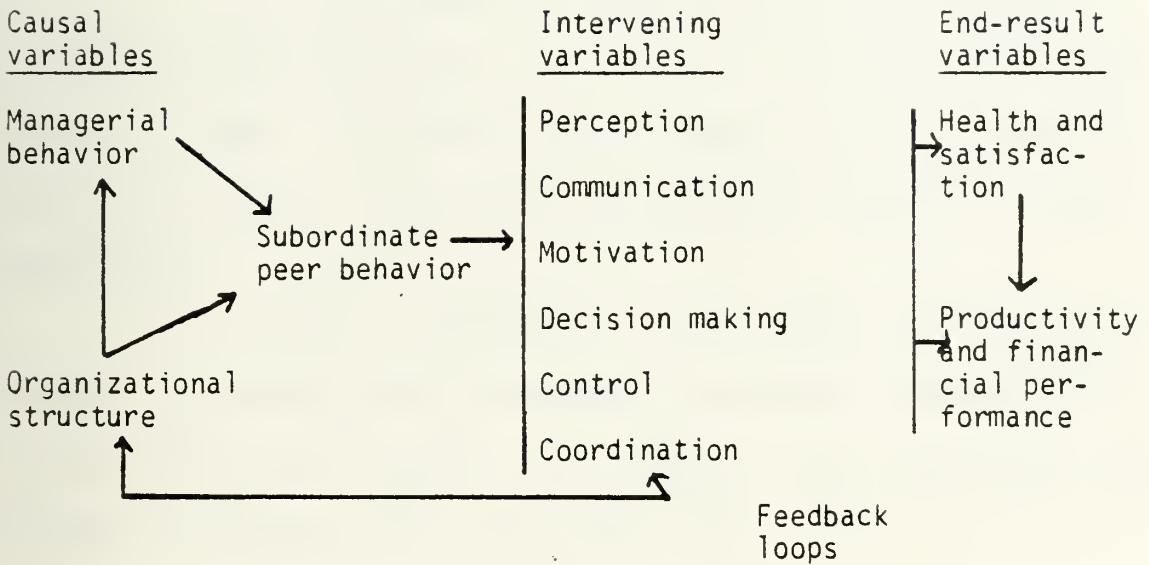 Causal
variables
Intervening
variables
End-result
variables
Managerial
behavior
Subordinate
peer behavior
Organizational
structure
Perception
Communication
Motivation
Decision making
Control
Coordination
Health and
satisfac-
tion
Productivity
and finan-
cial per-
formance
Feedback
loops